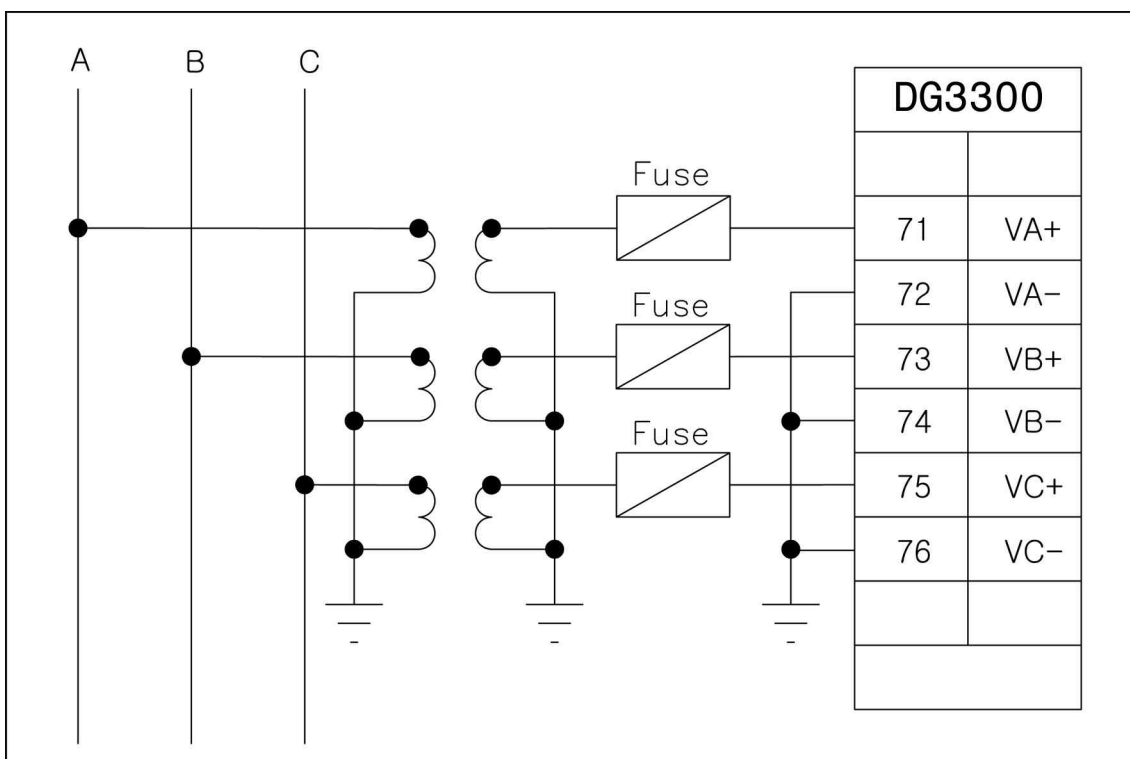 A B C
DG3300
Fuse
71 VA+
72 VA-
Fuse
73 VB+
74 VB-
Fuse
75 VC+
76 VC-